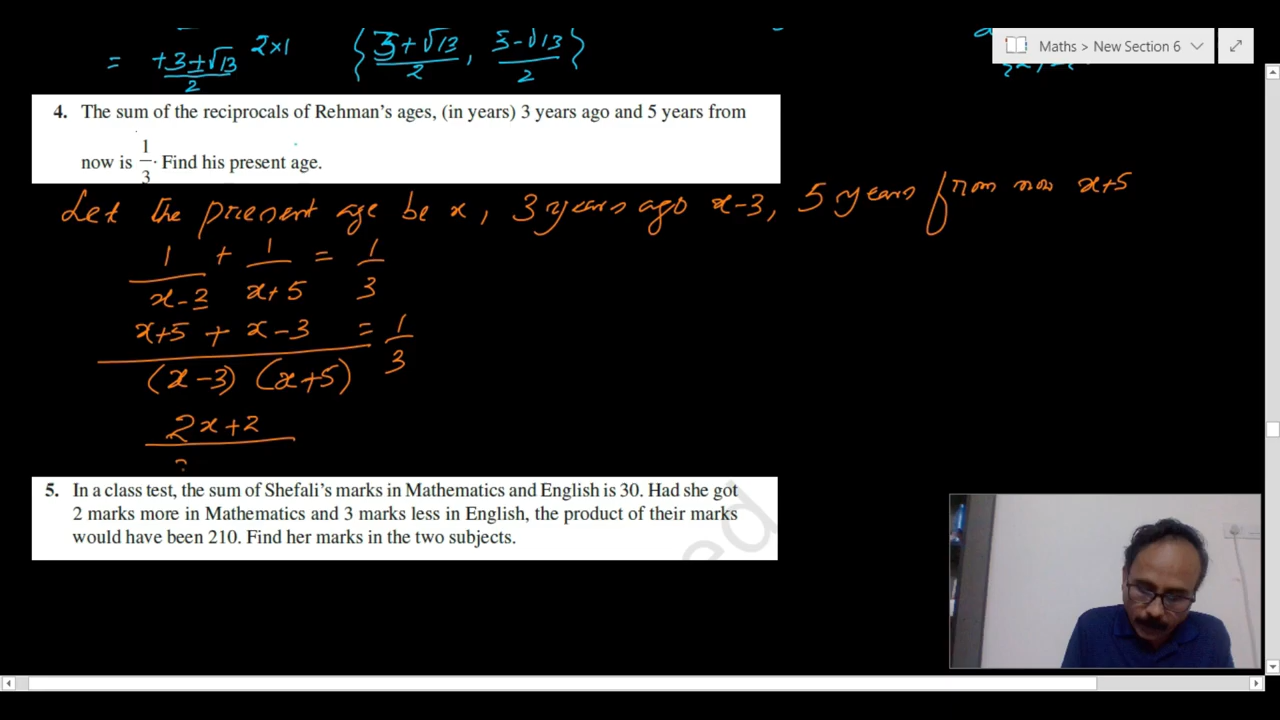 = +3±√13/2 2×1 {3+√13/2, 3-√13/2}
Maths > New Section 6
4. The sum of the reciprocals of Rehman's ages, (in years) 3 years ago and 5 years from
now is 1/3. Find his present age.
Let the present age be x, 3 years ago x-3, 5 years from now x+5
1/(x-3) + 1/(x+5) = 1/3
x+5 + x-3 / (x-3) (x+5) = 1/3
2x+2
5. In a class test, the sum of Shefali's marks in Mathematics and English is 30. Had she got
2 marks more in Mathematics and 3 marks less in English, the product of their marks
would have been 210. Find her marks in the two subjects.